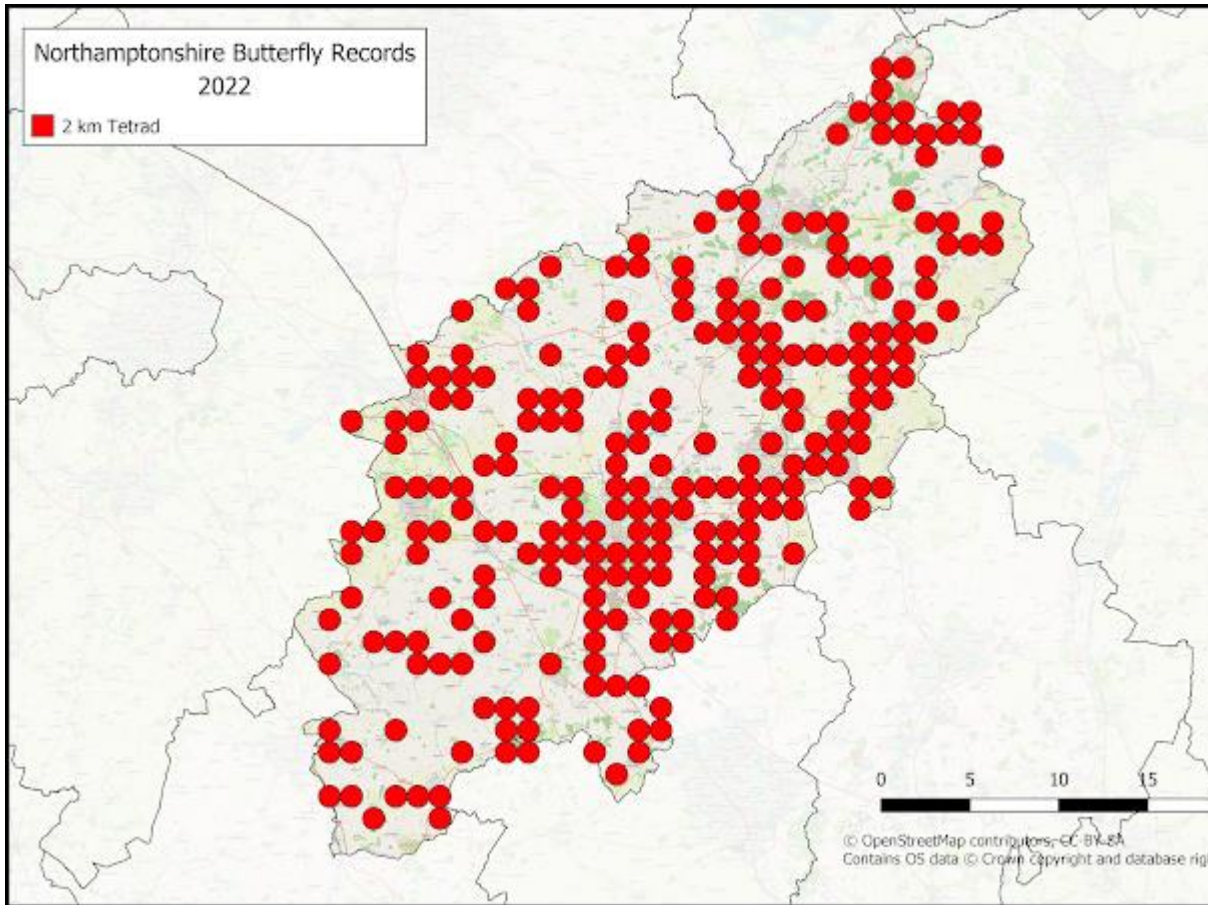 Northamptonshire Butterfly Records
2022
2 km Tetrad
0 5 10 15
© OpenStreetMap contributors, CC-BY-SA
Contains OS data © Crown copyright and database righ